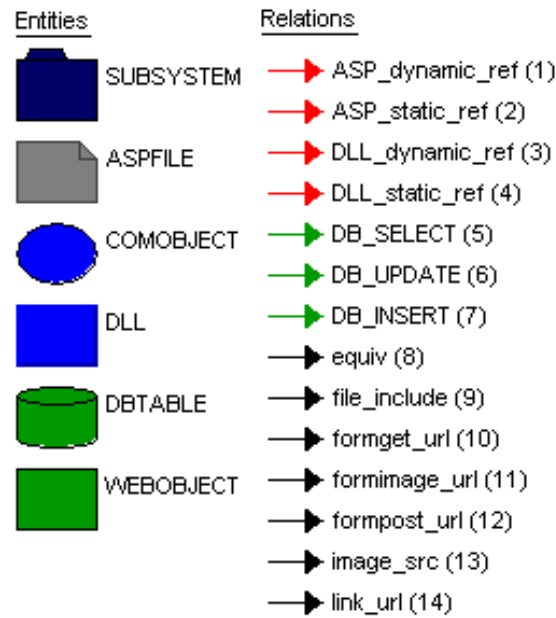 Entities
SUBSYSTEM
ASPFILE
COMOBJECT
DLL
DBTABLE
WEBOBJECT
Relations
ASP_dynamic_ref (1)
ASP_static_ref (2)
DLL_dynamic_ref (3)
DLL_static_ref (4)
DB_SELECT (5)
DB_UPDATE (6)
DB_INSERT (7)
equiv (8)
file_include (9)
formget_url (10)
formimage_url (11)
formpost_url (12)
image_src (13)
link_url (14)